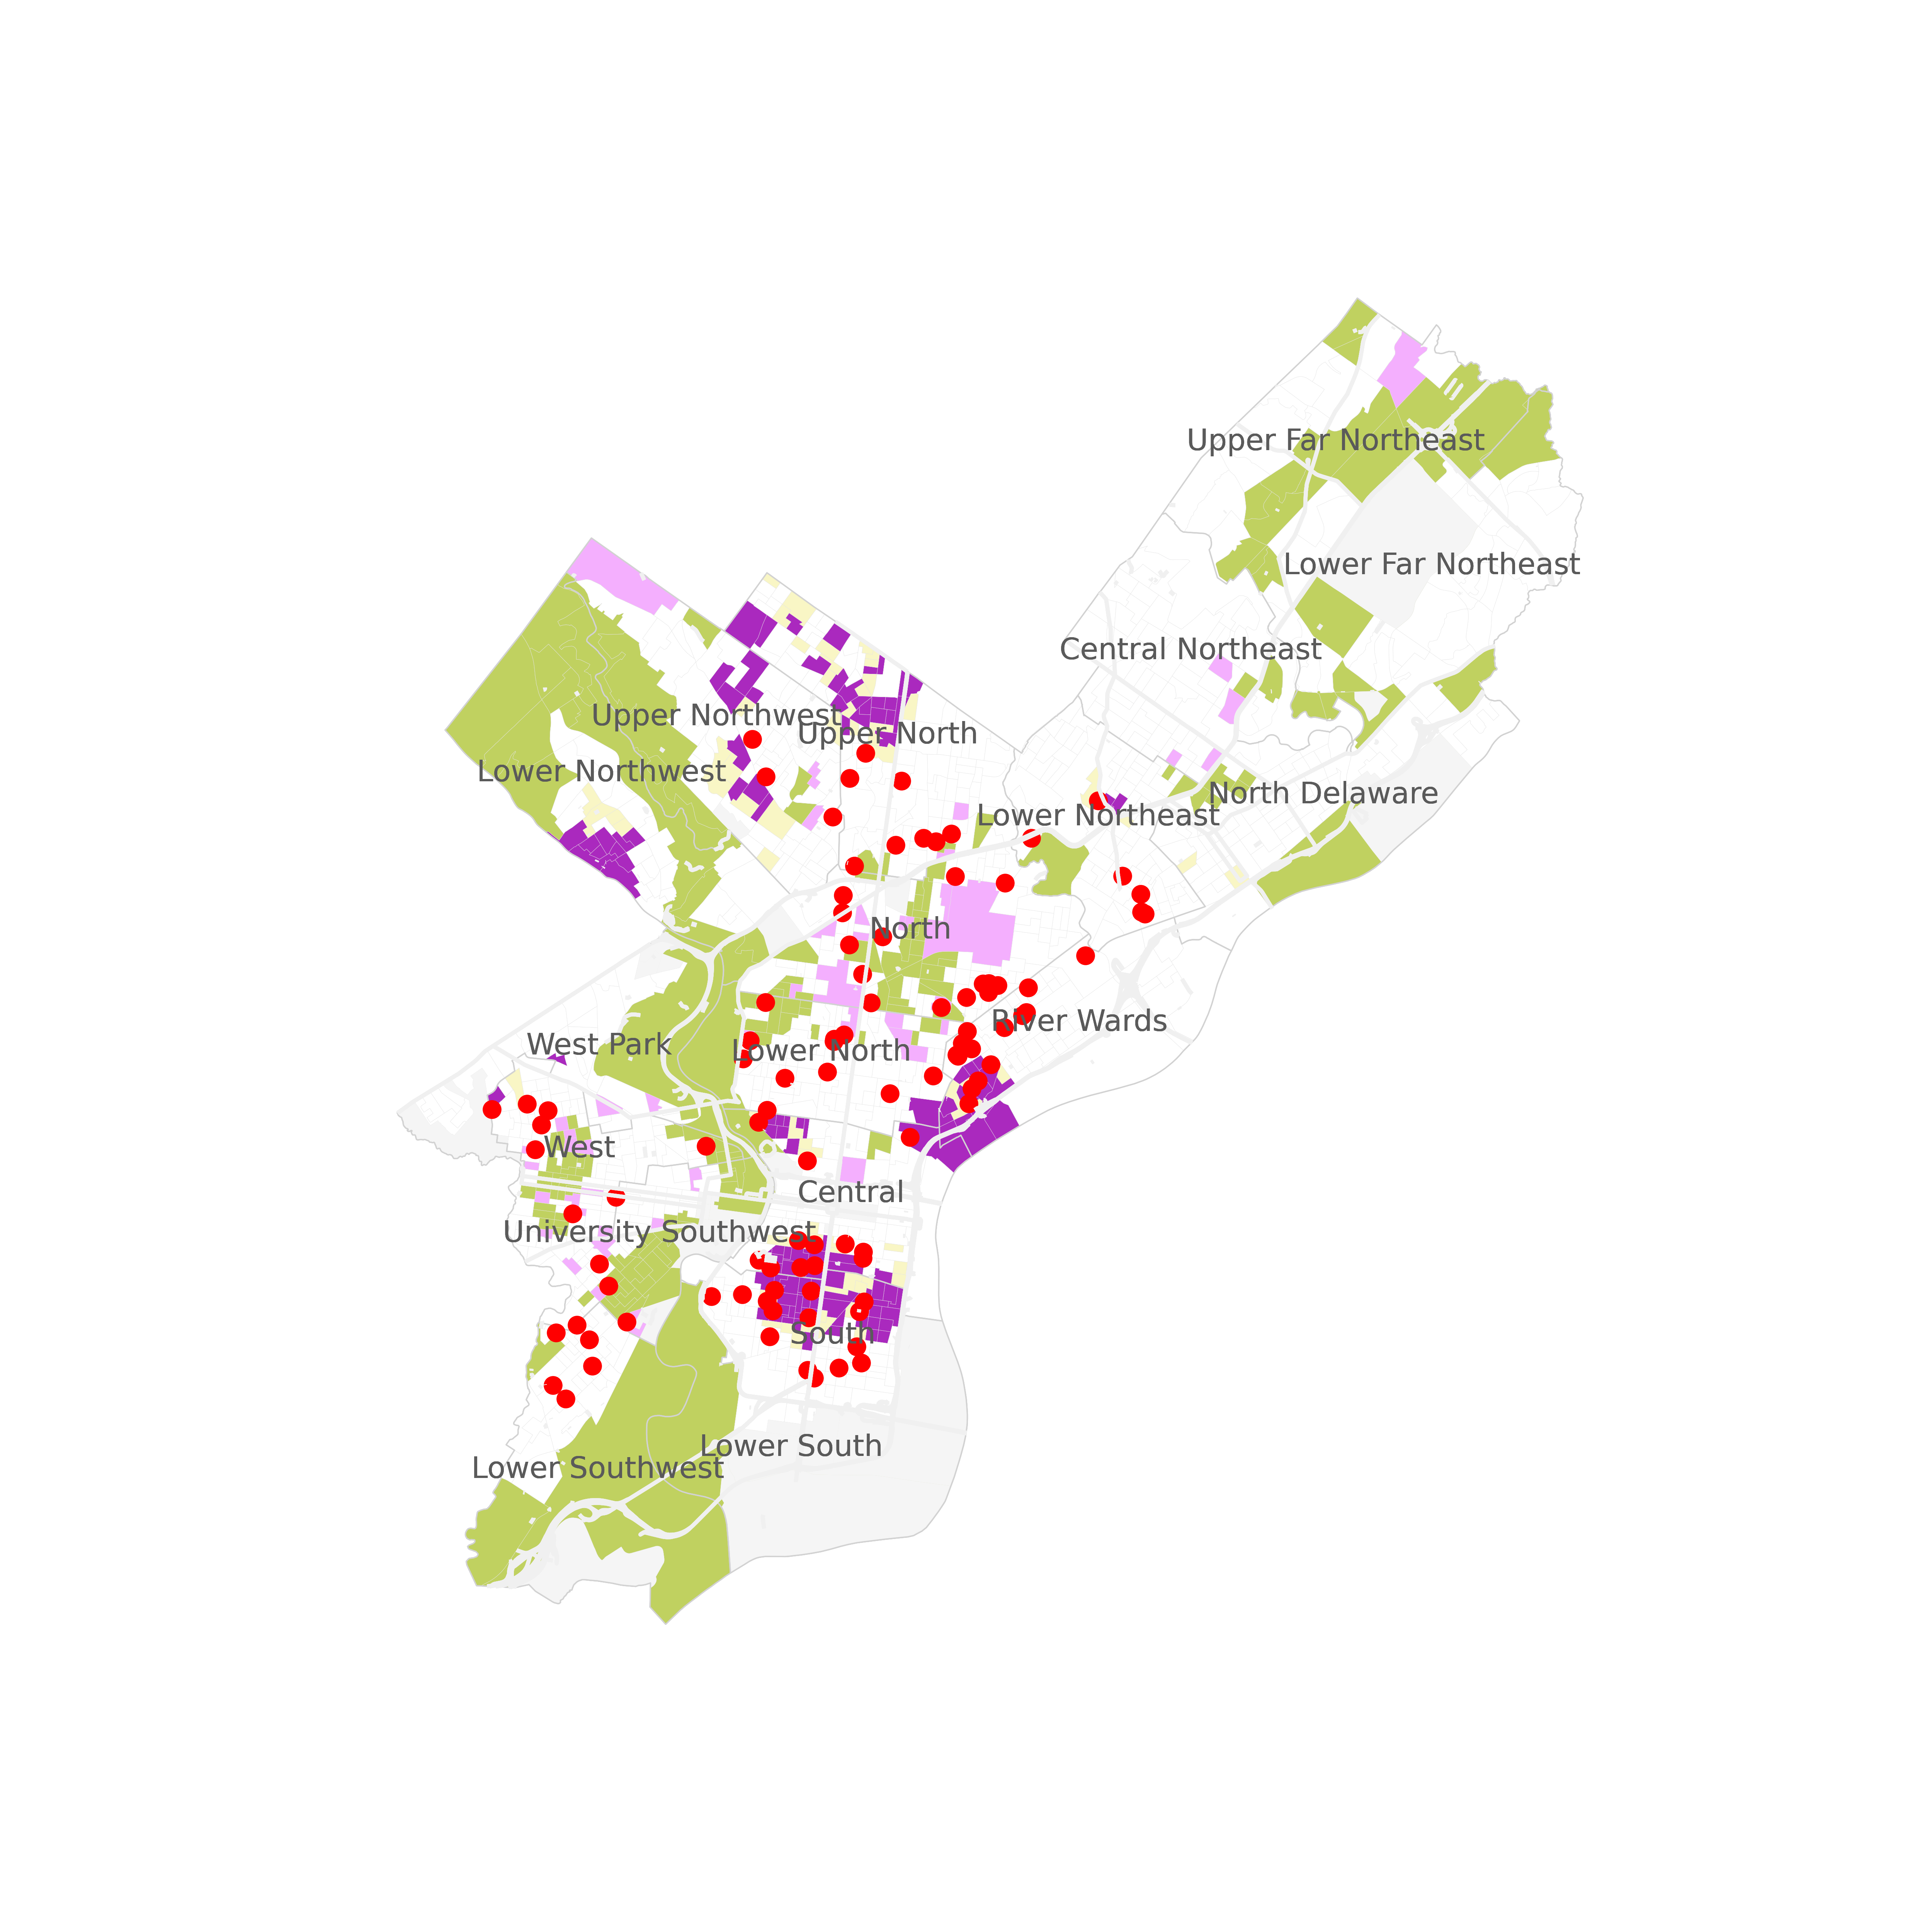 Upper Far Northeast
Lower Far Northeast
Central Northeast
Upper Northwest
Upper North
Lower Northwest
North Delaware
Lower Northeast
North
River Wards
West Park
Lower North
West
Central
University Southwest
South
Lower South
Lower Southwest